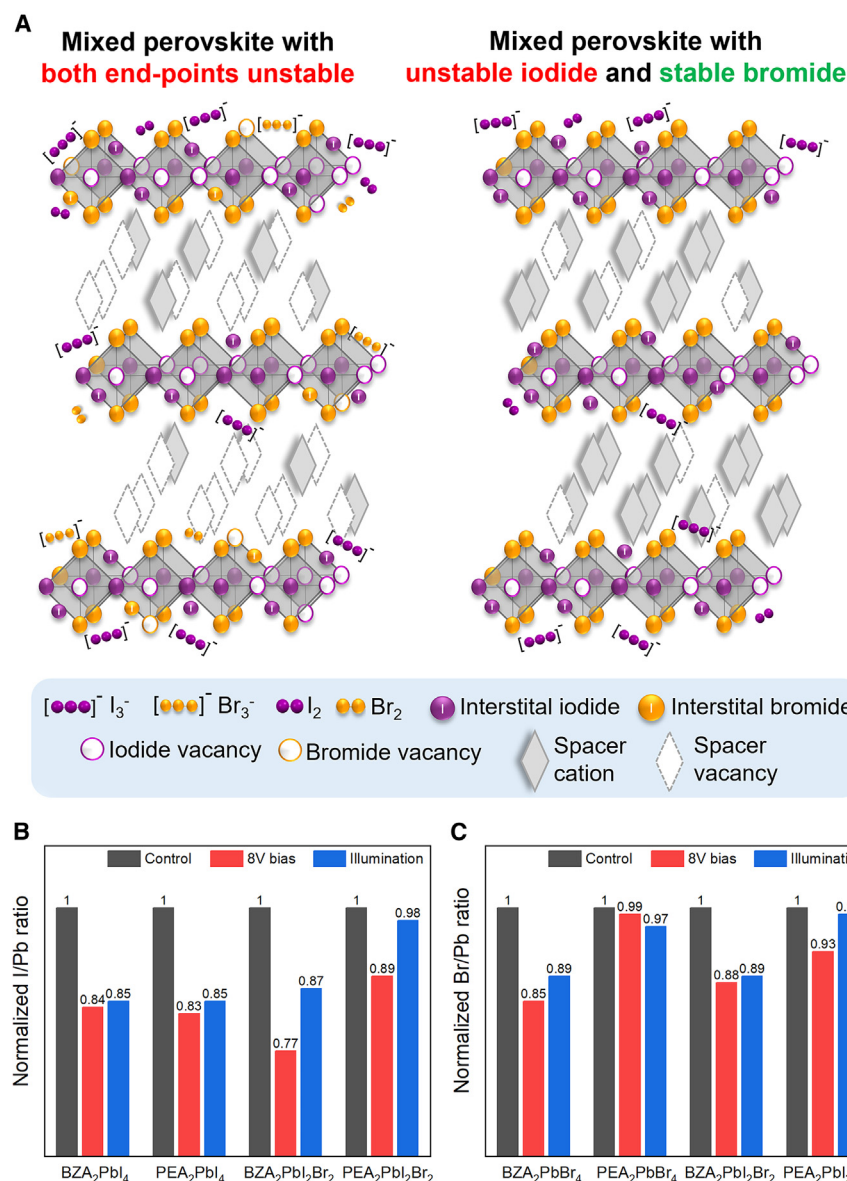 A
Mixed perovskite with
both end-points unstable
Mixed perovskite with
unstable iodide and stable bromide
[ ]⁻ I₃⁻ [ ]⁻ Br₃⁻ I₂ Br₂ I Interstitial iodide I Interstital bromide
Iodide vacancy Bromide vacancy Spacer cation Spacer vacancy
B
Control 8V bias Illumination
Normalized I/Pb ratio
1 0.84 0.85 1 0.83 0.85 1 0.77 0.87 1 0.89 0.98
BZA₂PbI₄ PEA₂PbI₄ BZA₂PbI₂Br₂ PEA₂PbI₂Br₂
C
Control 8V bias
Normalized Br/Pb ratio
1 0.85 0.89 1 0.99 0.97 1 0.88 0.89 1 0.93
BZA₂PbBr₄ PEA₂PbBr₄ BZA₂PbI₂Br₂